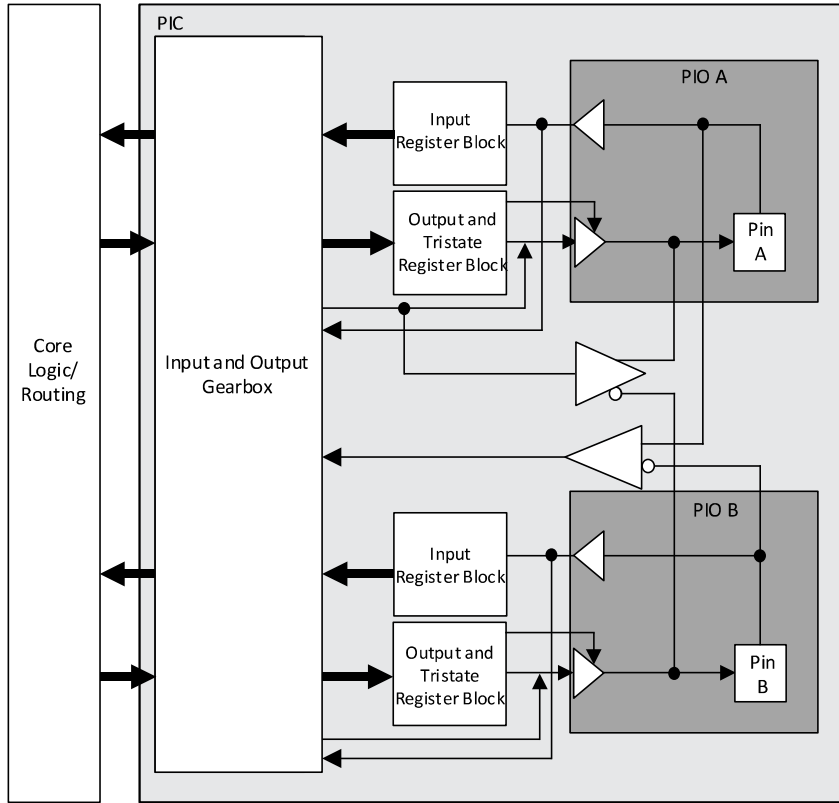 PIC
PIO A
Input
Register Block
Output and
Tristate
Register Block
Pin
A
Core
Logic/
Routing
Input and Output
Gearbox
PIO B
Input
Register Block
Output and
Tristate
Register Block
Pin
B